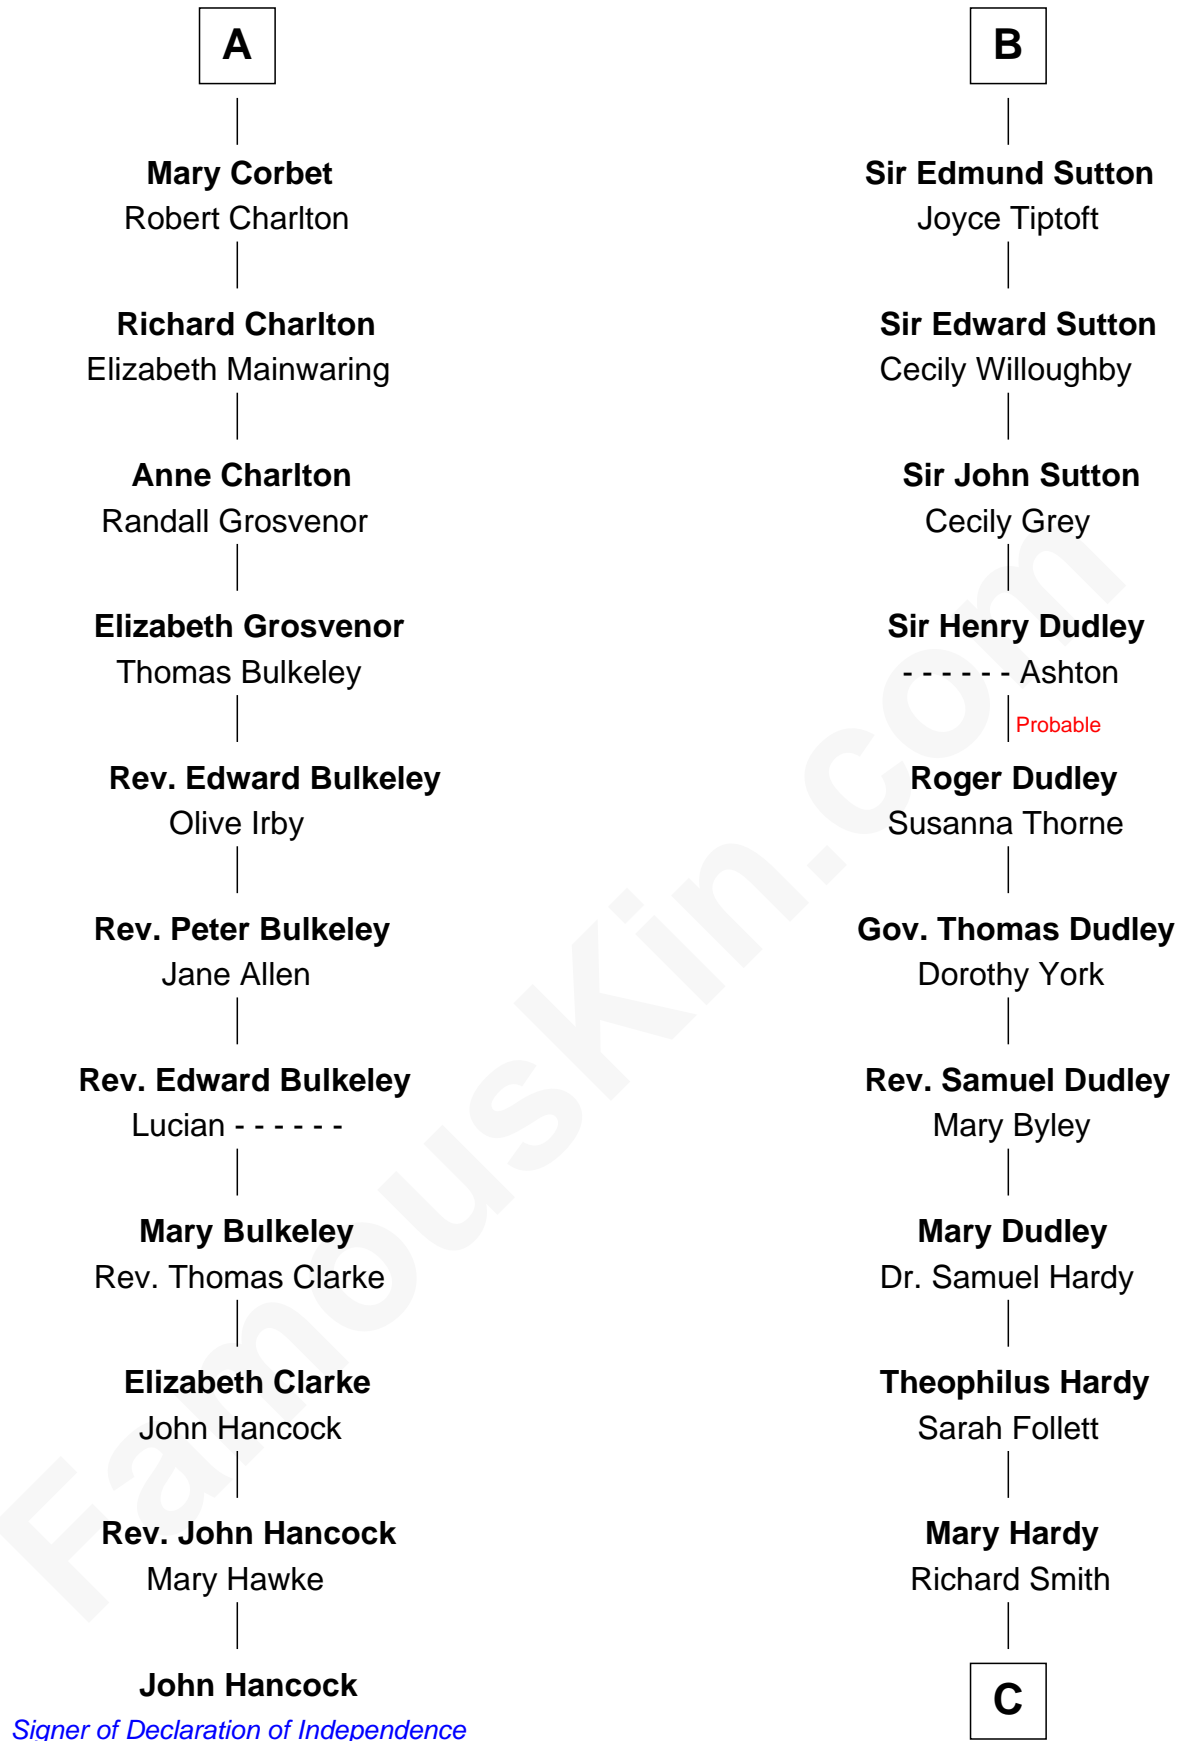 A
Mary Corbet
Robert Charlton
Richard Charlton
Elizabeth Mainwaring
Anne Charlton
Randall Grosvenor
Elizabeth Grosvenor
Thomas Bulkeley
Rev. Edward Bulkeley
Olive Irby
Rev. Peter Bulkeley
Jane Allen
Rev. Edward Bulkeley
Lucian - - - - - -
Mary Bulkeley
Rev. Thomas Clarke
Elizabeth Clarke
John Hancock
Rev. John Hancock
Mary Hawke
John Hancock
Signer of Declaration of Independence
B
Sir Edmund Sutton
Joyce Tiptoft
Sir Edward Sutton
Cecily Willoughby
Sir John Sutton
Cecily Grey
Sir Henry Dudley
- - - - - - Ashton
Probable
Roger Dudley
Susanna Thorne
Gov. Thomas Dudley
Dorothy York
Rev. Samuel Dudley
Mary Byley
Mary Dudley
Dr. Samuel Hardy
Theophilus Hardy
Sarah Follett
Mary Hardy
Richard Smith
C
FamousKin.com